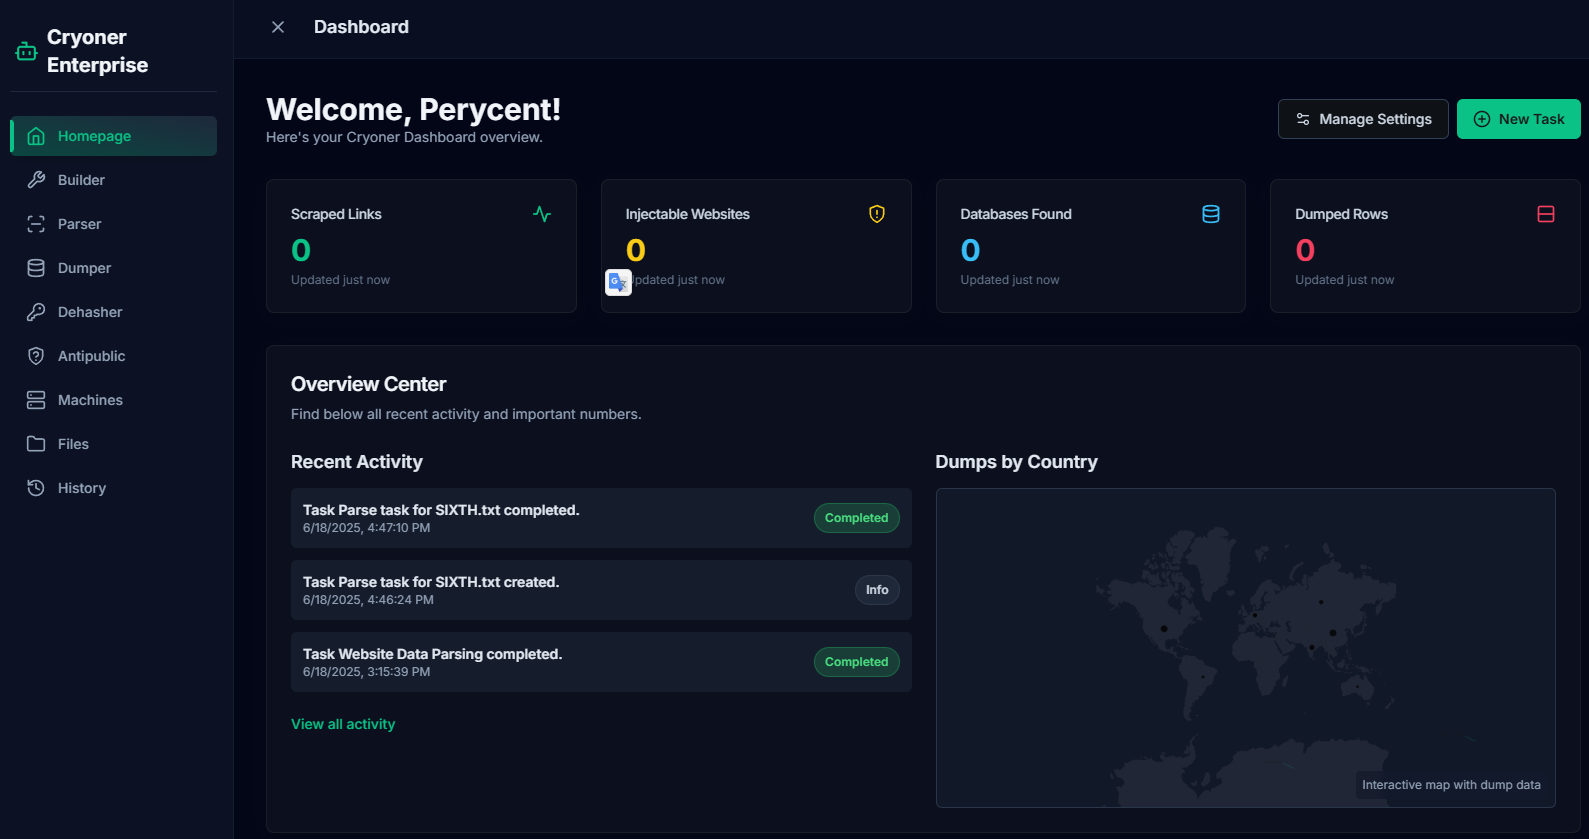 Cryoner
Enterprise
Dashboard
Homepage
Builder
Parser
Dumper
Dehasher
Antipublic
Machines
Files
History
Welcome, Perycent!
Here's your Cryoner Dashboard overview.
Manage Settings
New Task
Scraped Links
0
Updated just now
Injectable Websites
0
pdated just now
Databases Found
0
Updated just now
Dumped Rows
0
Updated just now
Overview Center
Find below all recent activity and important numbers.
Recent Activity
Task Parse task for SIXTH.txt completed.
6/18/2025, 4:47:10 PM
Completed
Task Parse task for SIXTH.txt created.
6/18/2025, 4:46:24 PM
Info
Task Website Data Parsing completed.
6/18/2025, 3:15:39 PM
Completed
View all activity
Dumps by Country
Interactive map with dump data